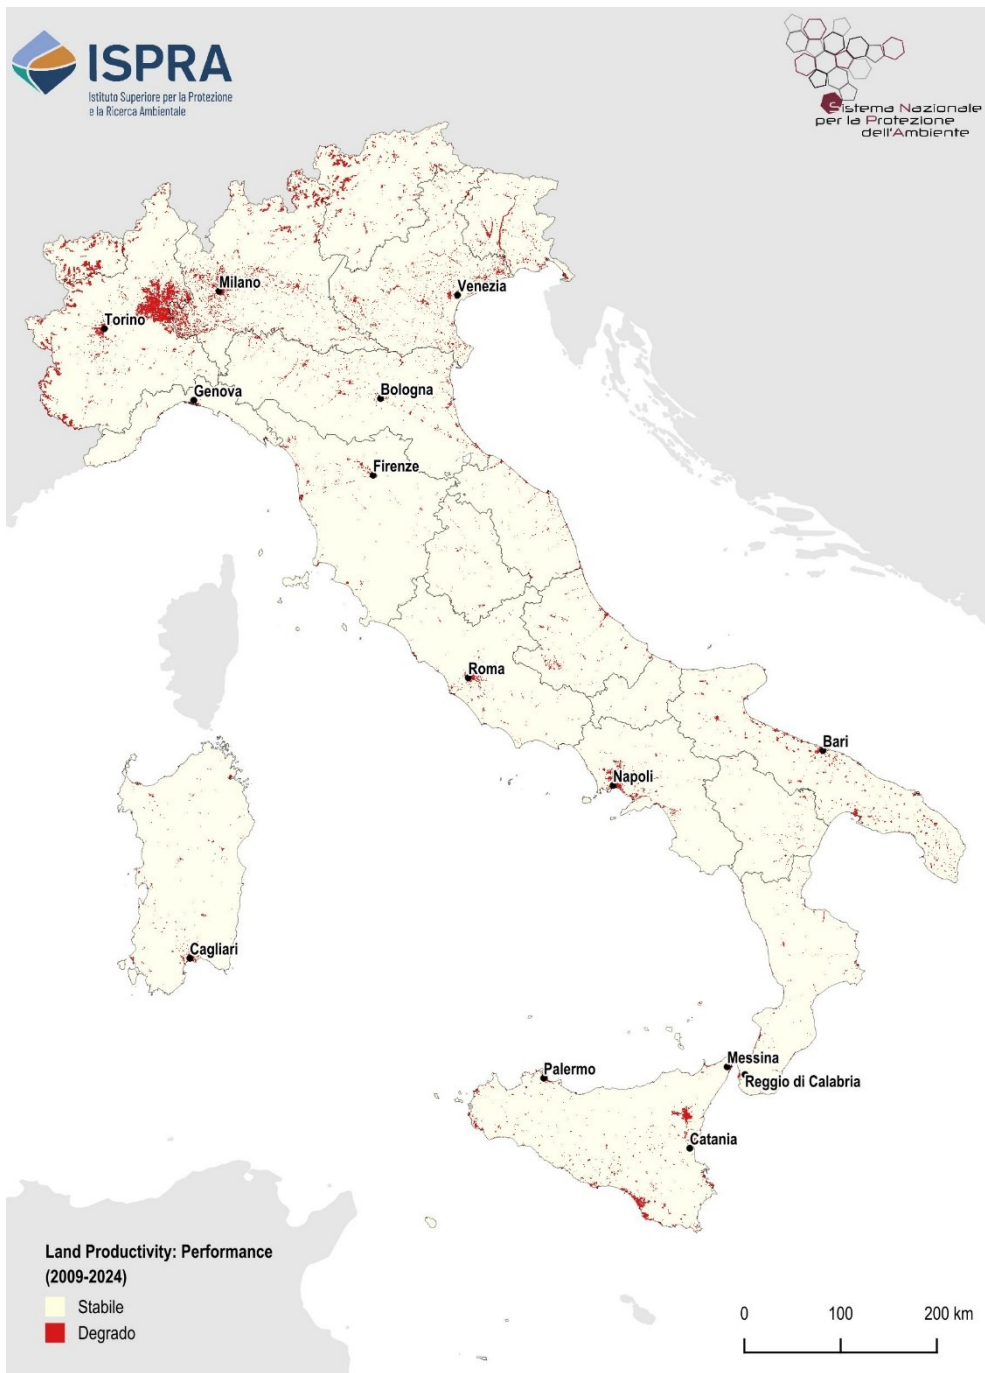 ISPRA
Istituto Superiore per la Protezione
e la Ricerca Ambientale
Sistema Nazionale
per la Protezione
dell'Ambiente
Milano
Venezia
Torino
Genova
Bologna
Firenze
Roma
Bari
Napoli
Cagliari
Messina
Palermo
Reggio di Calabria
Catania
Land Productivity: Performance
(2009-2024)
Stabile
Degrado
0 100 200 km